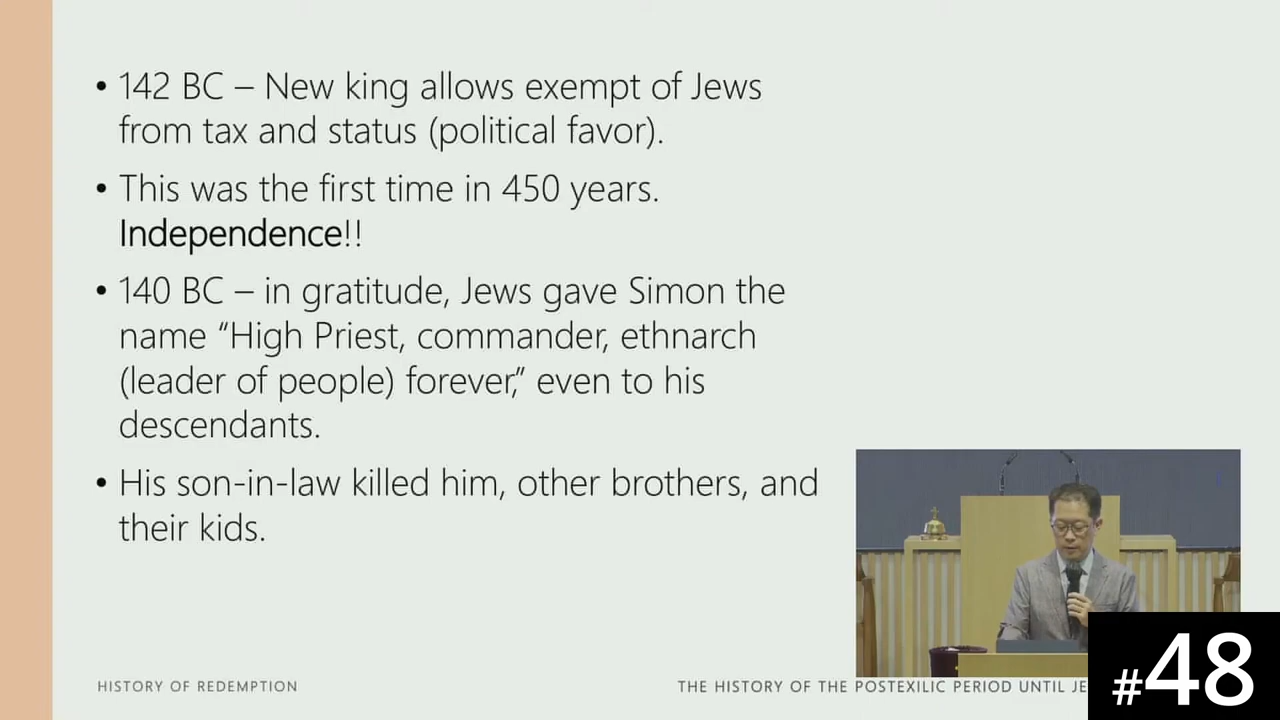 • 142 BC – New king allows exempt of Jews
from tax and status (political favor).
• This was the first time in 450 years.
Independence!!
• 140 BC – in gratitude, Jews gave Simon the
name “High Priest, commander, ethnarch
(leader of people) forever,” even to his
descendants.
• His son-in-law killed him, other brothers, and
their kids.
HISTORY OF REDEMPTION
THE HISTORY OF THE POSTEXILIC PERIOD UNTIL
#48